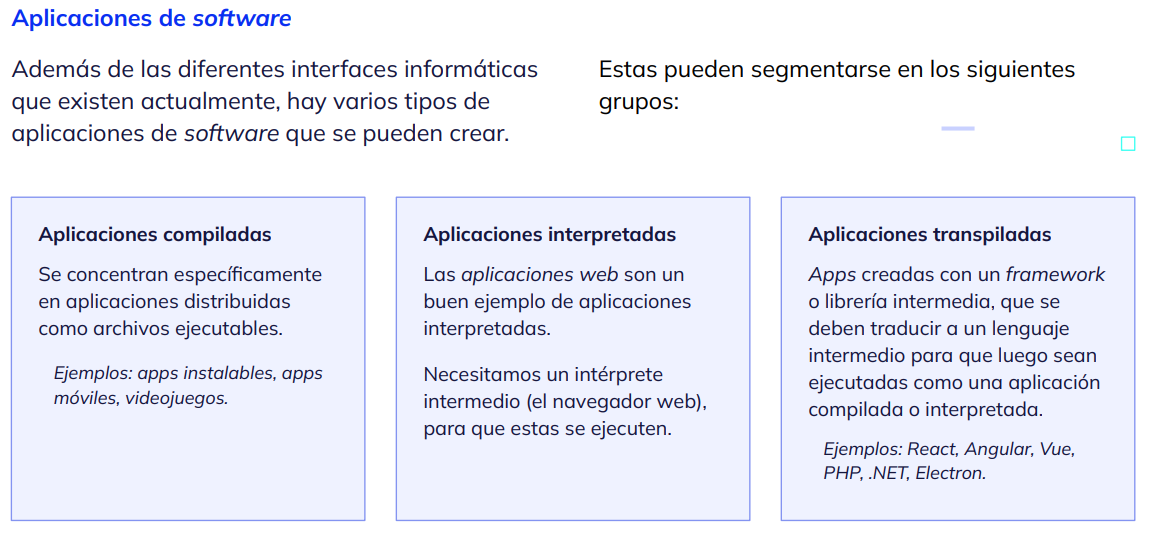 Aplicaciones de software
Además de las diferentes interfaces informáticas
que existen actualmente, hay varios tipos de
aplicaciones de software que se pueden crear.
Estas pueden segmentarse en los siguientes
grupos:
Aplicaciones compiladas
Se concentran específicamente
en aplicaciones distribuidas
como archivos ejecutables.
Ejemplos: apps instalables, apps
móviles, videojuegos.
Aplicaciones interpretadas
Las aplicaciones web son un
buen ejemplo de aplicaciones
interpretadas.
Necesitamos un intérprete
intermedio (el navegador web),
para que estas se ejecuten.
Aplicaciones transpiladas
Apps creadas con un framework
o librería intermedia, que se
deben traducir a un lenguaje
intermedio para que luego sean
ejecutadas como una aplicación
compilada o interpretada.
Ejemplos: React, Angular, Vue,
PHP, .NET, Electron.